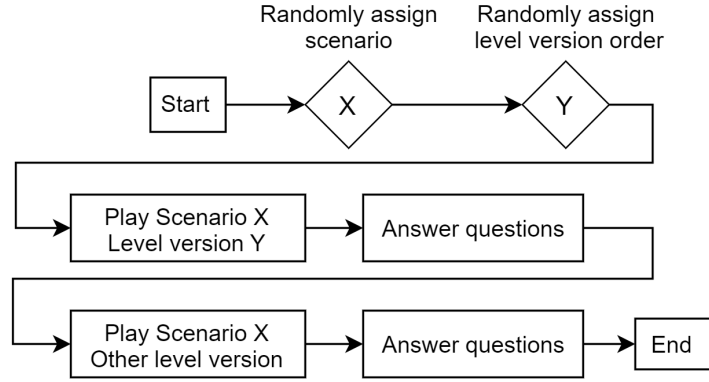 Randomly assign
scenario
Randomly assign
level version order
Start
X
Y
Play Scenario X
Level version Y
Answer questions
Play Scenario X
Other level version
Answer questions
End